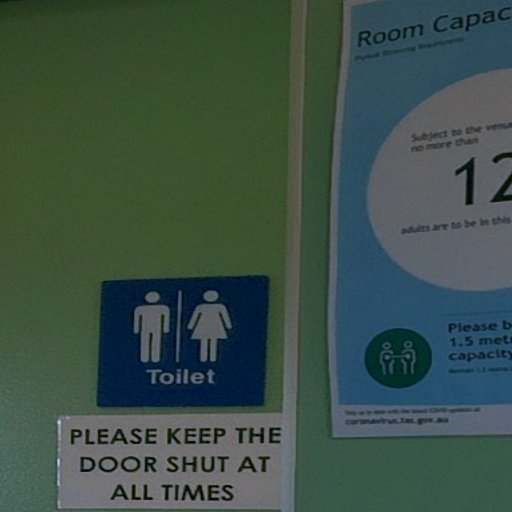 Room Capac
Physical Distancing Requirements
Subject to the venue
no more than
12
adults are to be in this
Please b
1.5 metr
capacity
Toilet
coronavirus.tas.gov.au
PLEASE KEEP THE
DOOR SHUT AT
ALL TIMES